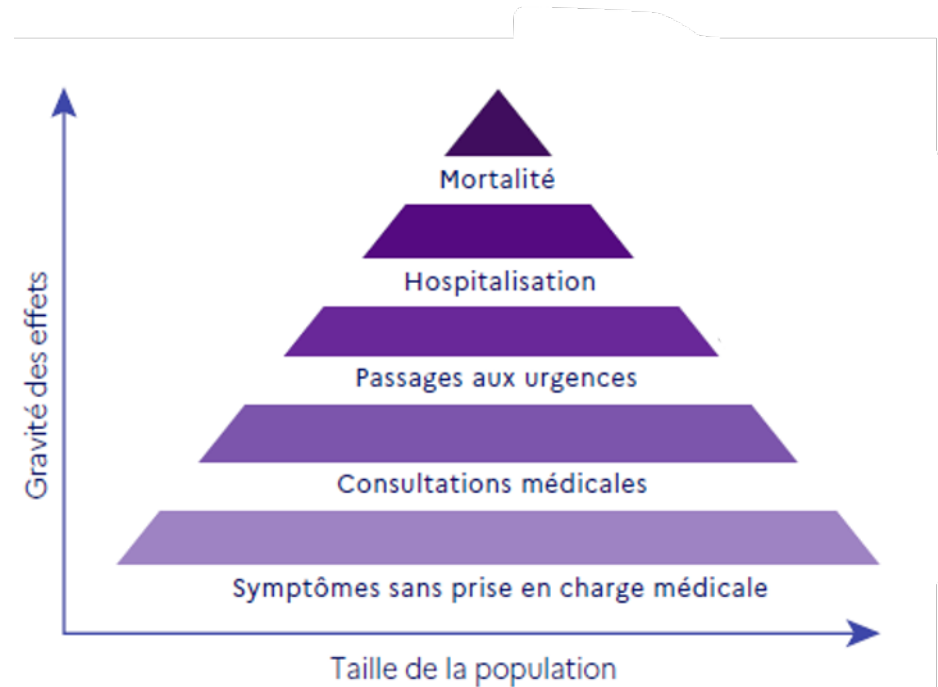 Gravité des effets
Mortalité
Hospitalisation
Passages aux urgences
Consultations médicales
Symptômes sans prise en charge médicale
Taille de la population